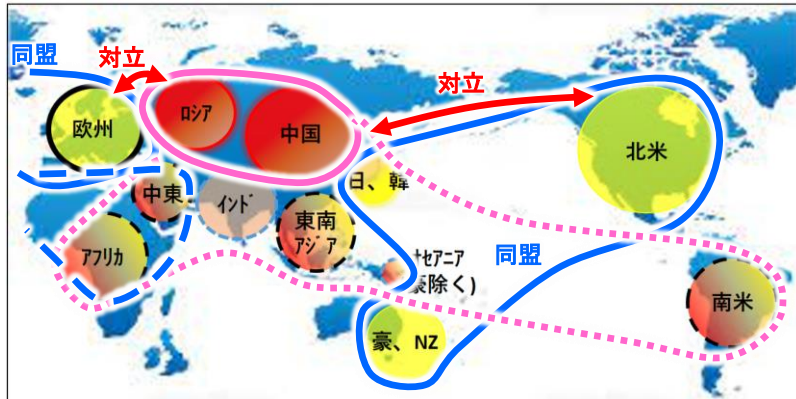 同盟
対立
対立
欧州
ロシア
中国
北米
日、韓
中東
インド
東南
アジア
アフリカ
セアニア
豪除く)
同盟
南米
豪、NZ